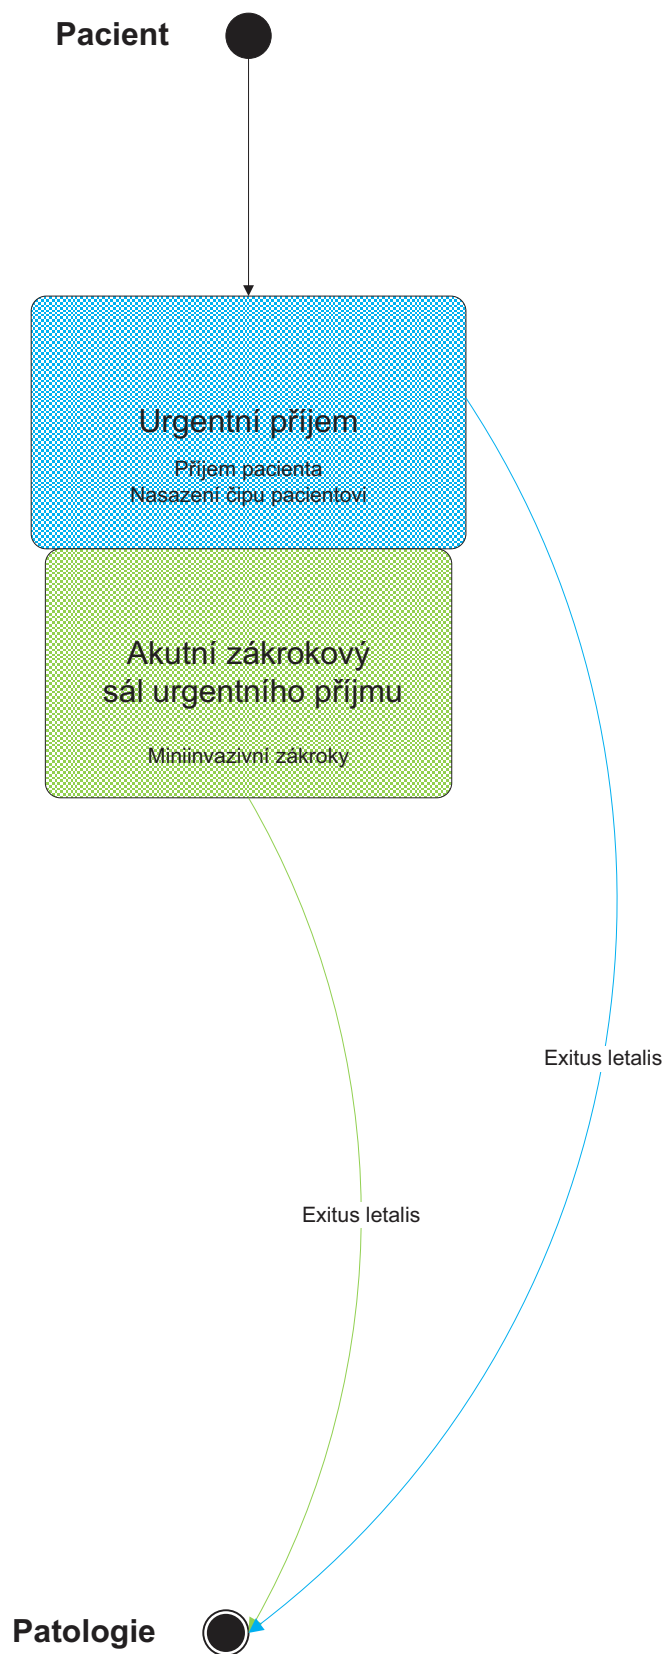 Pacient
Urgentní příjem
Příjem pacienta
Nasazení čipu pacientovi
Akutní zákrokový
sál urgentního příjmu
Miniinvazivní zákroky
Exitus letalis
Exitus letalis
Patologie